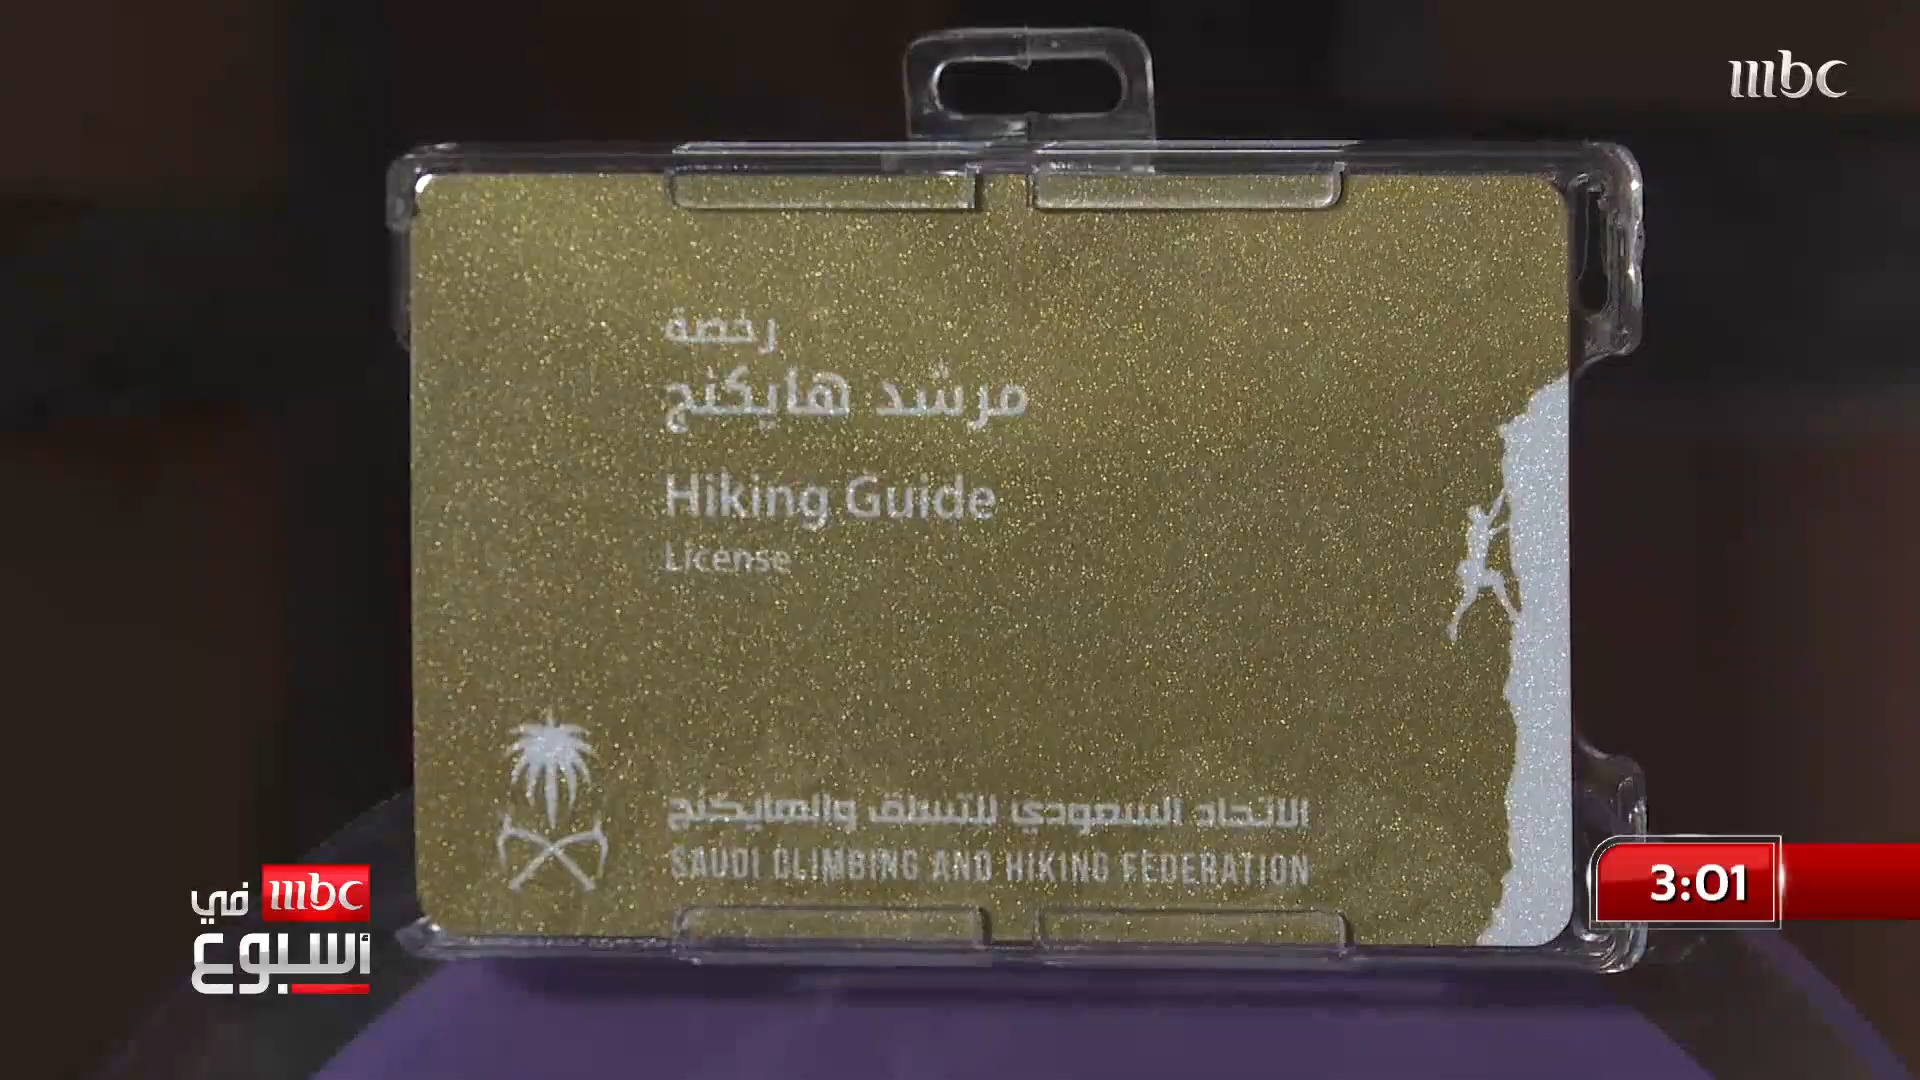 mbc
رخصة
مرشد هايكنج
Hiking Guide
License
الاتحاد السعودي للتسلق والهايكنج
SAUDI CLIMBING AND HIKING FEDERATION
3:01
mbc في
أسبوع